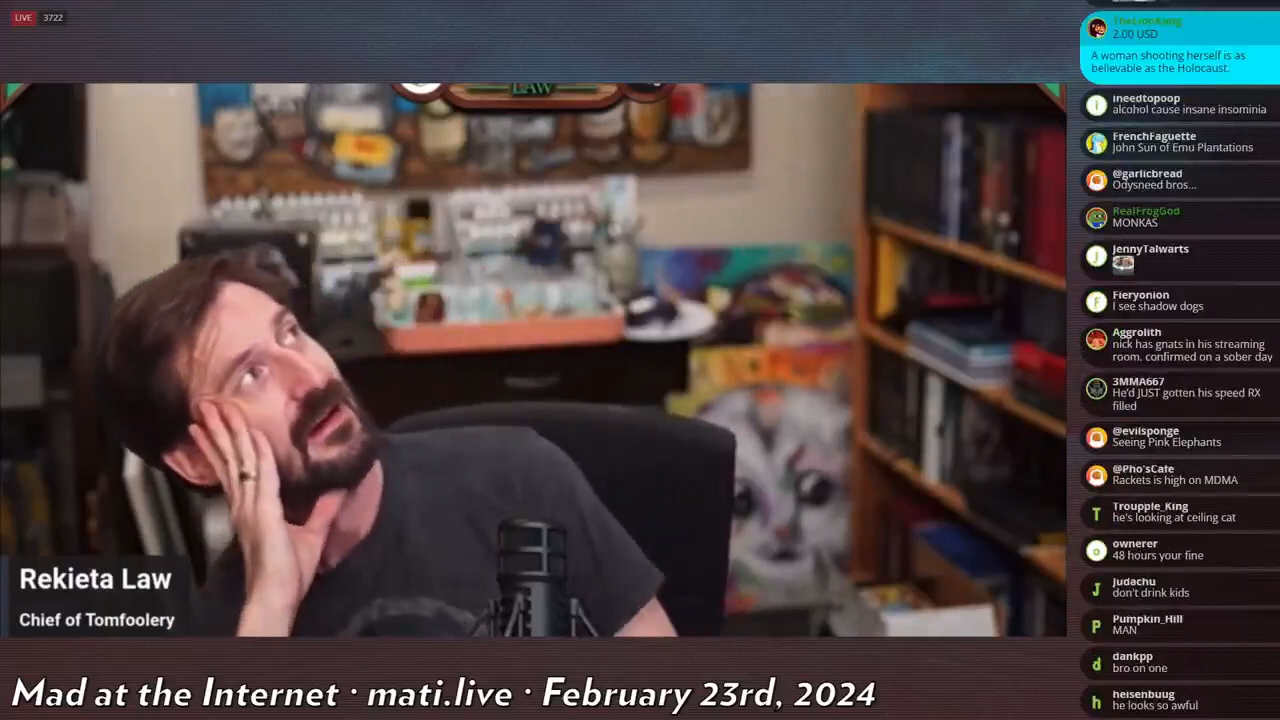 LIVE 3722
LAW
TheLionKang
2.00 USD
A woman shooting herself is as
believable as the Holocaust.
ineedtopoop
alcohol cause insane insominia
FrenchFaguette
John Sun of Emu Plantations
@garlicbread
Odysneed bros...
RealFrogGod
MONKAS
JennyTalwarts
Fieryonion
I see shadow dogs
Aggrolith
nick has gnats in his streaming
room, confirmed on a sober day
3MMA667
He'd JUST gotten his speed RX
filled
@evilsponge
Seeing Pink Elephants
@Pho'sCafe
Rackets is high on MDMA
Troupple_King
he's looking at ceiling cat
ownerer
48 hours your fine
Judachu
don't drink kids
Pumpkin_Hill
MAN
dankpp
bro on one
heisenbuug
he looks so awful
Rekieta Law
Chief of Tomfoolery
Mad at the Internet · mati.live · February 23rd, 2024